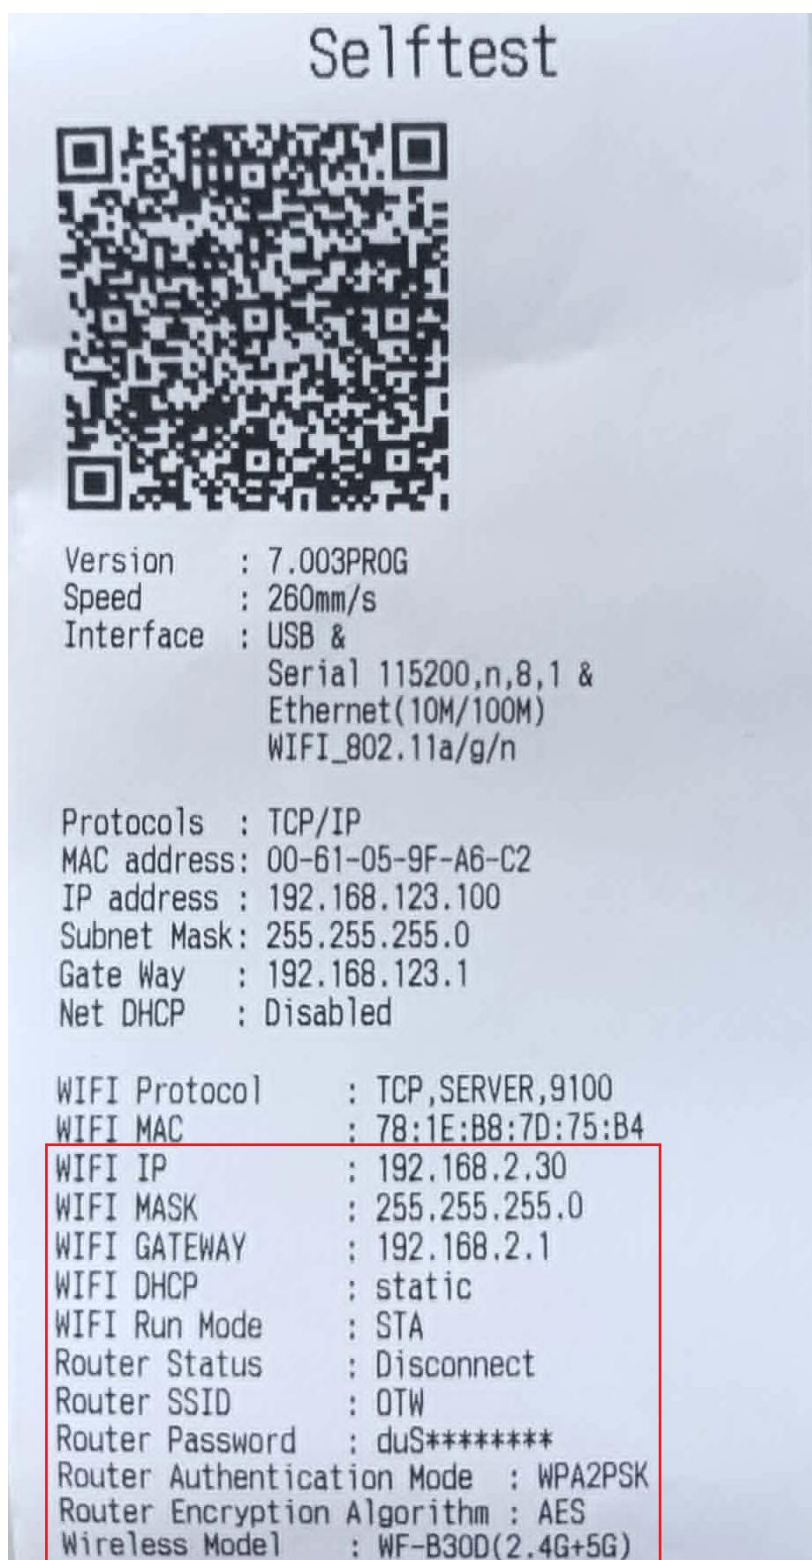 Selftest
Version : 7.003PROG
Speed : 260mm/s
Interface : USB &
Serial 115200,n,8,1 &
Ethernet(10M/100M)
WIFI_802.11a/g/n
Protocols : TCP/IP
MAC address: 00-61-05-9F-A6-C2
IP address : 192.168.123.100
Subnet Mask: 255.255.255.0
Gate Way : 192.168.123.1
Net DHCP : Disabled
WIFI Protocol : TCP,SERVER,9100
WIFI MAC : 78:1E:B8:7D:75:B4
WIFI IP : 192.168.2.30
WIFI MASK : 255.255.255.0
WIFI GATEWAY : 192.168.2.1
WIFI DHCP : static
WIFI Run Mode : STA
Router Status : Disconnect
Router SSID : OTW
Router Password : duS********
Router Authentication Mode : WPA2PSK
Router Encryption Algorithm : AES
Wireless Model : WF-B30D(2.4G+5G)